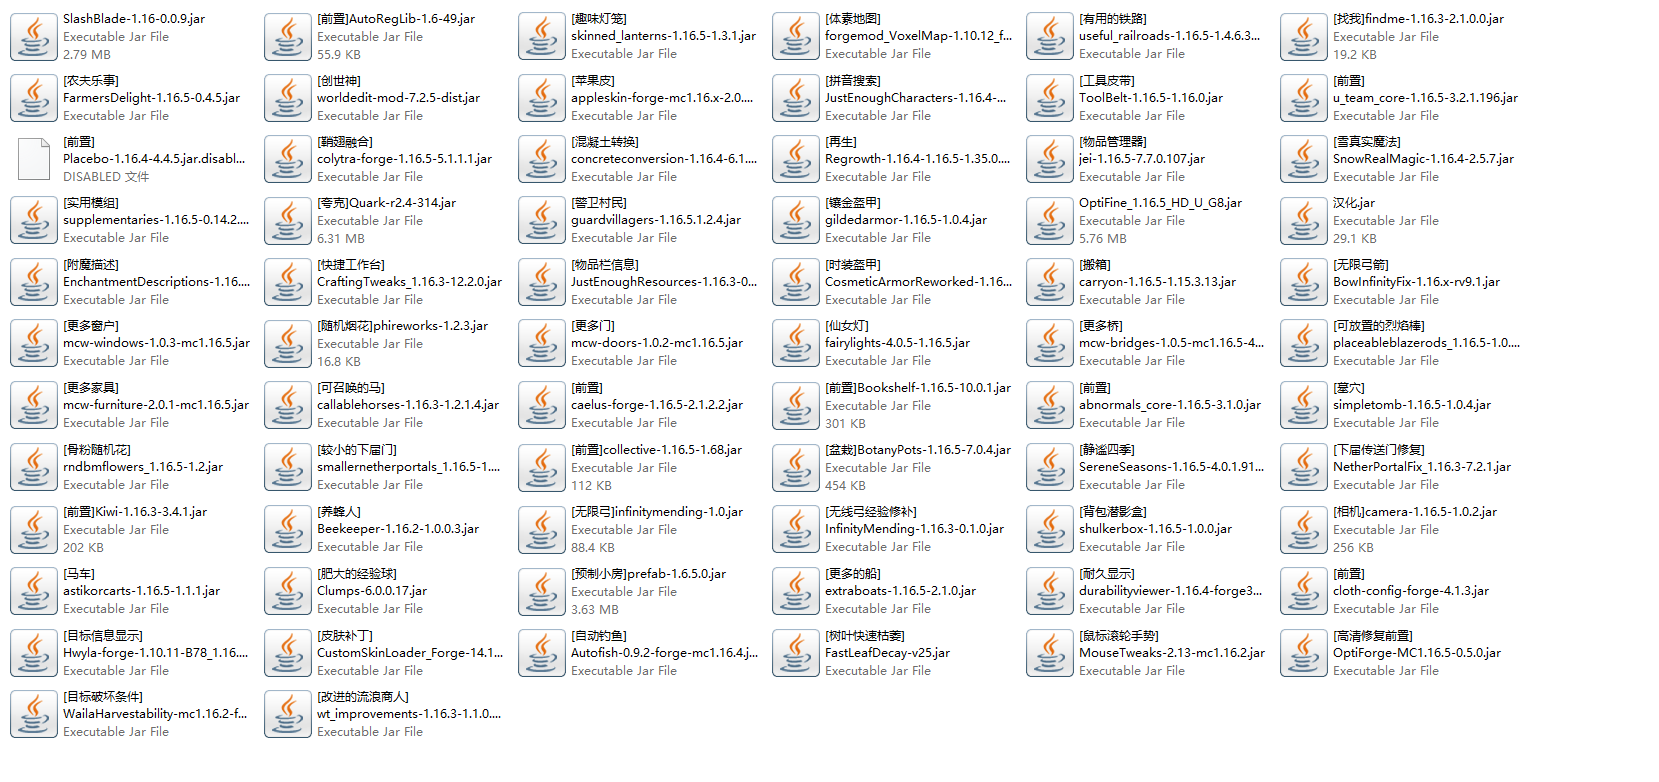 SlashBlade-1.16-0.0.9.jar
Executable Jar File
2.79 MB
[前置]AutoRegLib-1.6-49.jar
Executable Jar File
55.9 KB
[趣味灯笼]
skinned_lanterns-1.16.5-1.3.1.jar
Executable Jar File
[体素地图]
forgemod_VoxelMap-1.10.12_f...
Executable Jar File
[有用的铁路]
useful_railroads-1.16.5-1.4.6.3...
Executable Jar File
[找我]findme-1.16.3-2.1.0.0.jar
Executable Jar File
19.2 KB
[农夫乐事]
FarmersDelight-1.16.5-0.4.5.jar
Executable Jar File
[创世神]
worldedit-mod-7.2.5-dist.jar
Executable Jar File
[苹果皮]
appleskin-forge-mc1.16.x-2.0....
Executable Jar File
[拼音搜索]
JustEnoughCharacters-1.16.4-...
Executable Jar File
[工具皮带]
ToolBelt-1.16.5-1.16.0.jar
Executable Jar File
[前置]
u_team_core-1.16.5-3.2.1.196.jar
Executable Jar File
[前置]
Placebo-1.16.4-4.4.5.jar.disabl...
DISABLED 文件
[鞘翅融合]
colytra-forge-1.16.5-5.1.1.1.jar
Executable Jar File
[混凝土转换]
concreteconversion-1.16.4-6.1....
Executable Jar File
[再生]
Regrowth-1.16.4-1.16.5-1.35.0....
Executable Jar File
[物品管理器]
jei-1.16.5-7.7.0.107.jar
Executable Jar File
[雪真实魔法]
SnowRealMagic-1.16.4-2.5.7.jar
Executable Jar File
[实用模组]
supplementaries-1.16.5-0.14.2....
Executable Jar File
[夸克]Quark-r2.4-314.jar
Executable Jar File
6.31 MB
[警卫村民]
guardvillagers-1.16.5.1.2.4.jar
Executable Jar File
[镶金盔甲]
gildedarmor-1.16.5-1.0.4.jar
Executable Jar File
OptiFine_1.16.5_HD_U_G8.jar
Executable Jar File
5.76 MB
汉化.jar
Executable Jar File
29.1 KB
[附魔描述]
EnchantmentDescriptions-1.16....
Executable Jar File
[快捷工作台]
CraftingTweaks_1.16.3-12.2.0.jar
Executable Jar File
[物品栏信息]
JustEnoughResources-1.16.3-0...
Executable Jar File
[时装盔甲]
CosmeticArmorReworked-1.16...
Executable Jar File
[搬箱]
carryon-1.16.5-1.15.3.13.jar
Executable Jar File
[无限弓箭]
BowInfinityFix-1.16.x-rv9.1.jar
Executable Jar File
[更多窗户]
mcw-windows-1.0.3-mc1.16.5.jar
Executable Jar File
[随机烟花]phireworks-1.2.3.jar
Executable Jar File
16.8 KB
[更多门]
mcw-doors-1.0.2-mc1.16.5.jar
Executable Jar File
[仙女灯]
fairylights-4.0.5-1.16.5.jar
Executable Jar File
[更多桥]
mcw-bridges-1.0.5-mc1.16.5-4...
Executable Jar File
[可放置的烈焰棒]
placeableblazerods_1.16.5-1.0....
Executable Jar File
[更多家具]
mcw-furniture-2.0.1-mc1.16.5.jar
Executable Jar File
[可召唤的马]
callablehorses-1.16.3-1.2.1.4.jar
Executable Jar File
[前置]
caelus-forge-1.16.5-2.1.2.2.jar
Executable Jar File
[前置]Bookshelf-1.16.5-10.0.1.jar
Executable Jar File
301 KB
[前置]
abnormals_core-1.16.5-3.1.0.jar
Executable Jar File
[墓穴]
simpletomb-1.16.5-1.0.4.jar
Executable Jar File
[骨粉随机花]
rndbmflowers_1.16.5-1.2.jar
Executable Jar File
[较小的下届门]
smallernetherportals_1.16.5-1....
Executable Jar File
[前置]collective-1.16.5-1.68.jar
Executable Jar File
112 KB
[盆栽]BotanyPots-1.16.5-7.0.4.jar
Executable Jar File
454 KB
[静谧四季]
SereneSeasons-1.16.5-4.0.1.91...
Executable Jar File
[下届传送门修复]
NetherPortalFix_1.16.3-7.2.1.jar
Executable Jar File
[前置]Kiwi-1.16.3-3.4.1.jar
Executable Jar File
202 KB
[养蜂人]
Beekeeper-1.16.2-1.0.0.3.jar
Executable Jar File
[无限弓]infinitymending-1.0.jar
Executable Jar File
88.4 KB
[无线弓经验修补]
InfinityMending-1.16.3-0.1.0.jar
Executable Jar File
[背包潜影盒]
shulkerbox-1.16.5-1.0.0.jar
Executable Jar File
[相机]camera-1.16.5-1.0.2.jar
Executable Jar File
256 KB
[马车]
astikorcarts-1.16.5-1.1.1.jar
Executable Jar File
[肥大的经验球]
Clumps-6.0.0.17.jar
Executable Jar File
[预制小房]prefab-1.6.5.0.jar
Executable Jar File
3.63 MB
[更多的船]
extraboats-1.16.5-2.1.0.jar
Executable Jar File
[耐久显示]
durabilityviewer-1.16.4-forge3...
Executable Jar File
[前置]
cloth-config-forge-4.1.3.jar
Executable Jar File
[目标信息显示]
Hwyla-forge-1.10.11-B78_1.16....
Executable Jar File
[皮肤补丁]
CustomSkinLoader_Forge-14.1...
Executable Jar File
[自动钓鱼]
Autofish-0.9.2-forge-mc1.16.4.j...
Executable Jar File
[树叶快速枯萎]
FastLeafDecay-v25.jar
Executable Jar File
[鼠标滚轮手势]
MouseTweaks-2.13-mc1.16.2.jar
Executable Jar File
[高清修复前置]
OptiForge-MC1.16.5-0.5.0.jar
Executable Jar File
[目标破坏条件]
WailaHarvestability-mc1.16.2-f...
Executable Jar File
[改进的流浪商人]
wt_improvements-1.16.3-1.1.0....
Executable Jar File